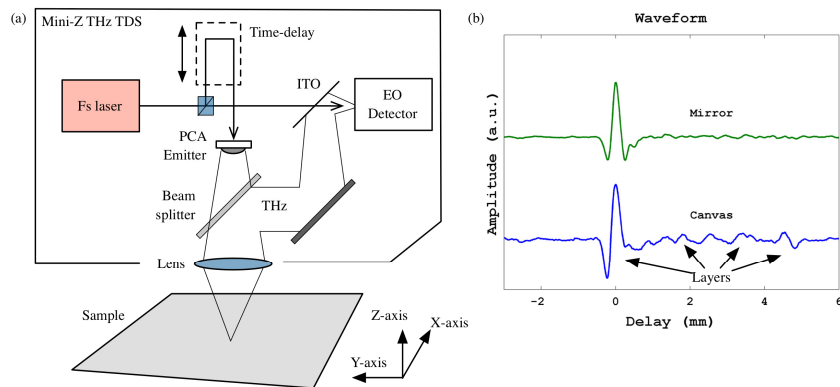 (a)
Mini-Z THz TDS
Time-delay
ITO
Fs laser
EO
Detector
PCA
Emitter
Beam
splitter
THz
Lens
Sample
Z-axis
X-axis
Y-axis
(b)
Waveform
Mirror
Canvas
Layers
Amplitude (a.u.)
-2
0
2
4
6
Delay (mm)